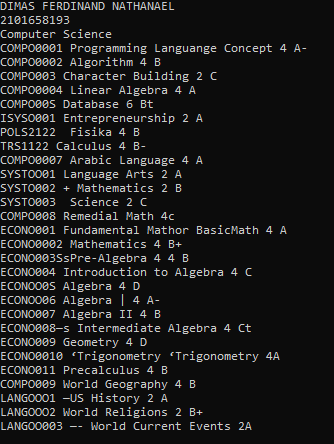 DIMAS FERDINAND NATHANAEL
2101658193
Computer Science
COMPO0001 Programming Languange Concept 4 A-
COMPO0002 Algorithm 4 B
COMPO003 Character Building 2 C
COMPO0004 Linear Algebra 4 A
COMPO00S Database 6 Bt
ISYSO001 Entrepreneurship 2 A
POLS2122  Fisika 4 B
TRS1122 Calculus 4 B-
COMPO0007 Arabic Language 4 A
SYSTOO01 Language Arts 2 A
SYSTO002 + Mathematics 2 B
SYSTO003  Science 2 C
COMPO008 Remedial Math 4c
ECONO001 Fundamental Mathor BasicMath 4 A
ECONO0002 Mathematics 4 B+
ECONO003SsPre-Algebra 4 4 B
ECONO004 Introduction to Algebra 4 C
ECONOO0S Algebra 4 D
ECONOO06 Algebra | 4 A-
ECONO007 Algebra II 4 B
ECONO008—s Intermediate Algebra 4 Ct
ECONO009 Geometry 4 D
ECONO0010 ‘Trigonometry ‘Trigonometry 4A
ECONO011 Precalculus 4 B
COMPO009 World Geography 4 B
LANGOOO1 —US History 2 A
LANGOOO2 World Religions 2 B+
LANGOO003 —- World Current Events 2A